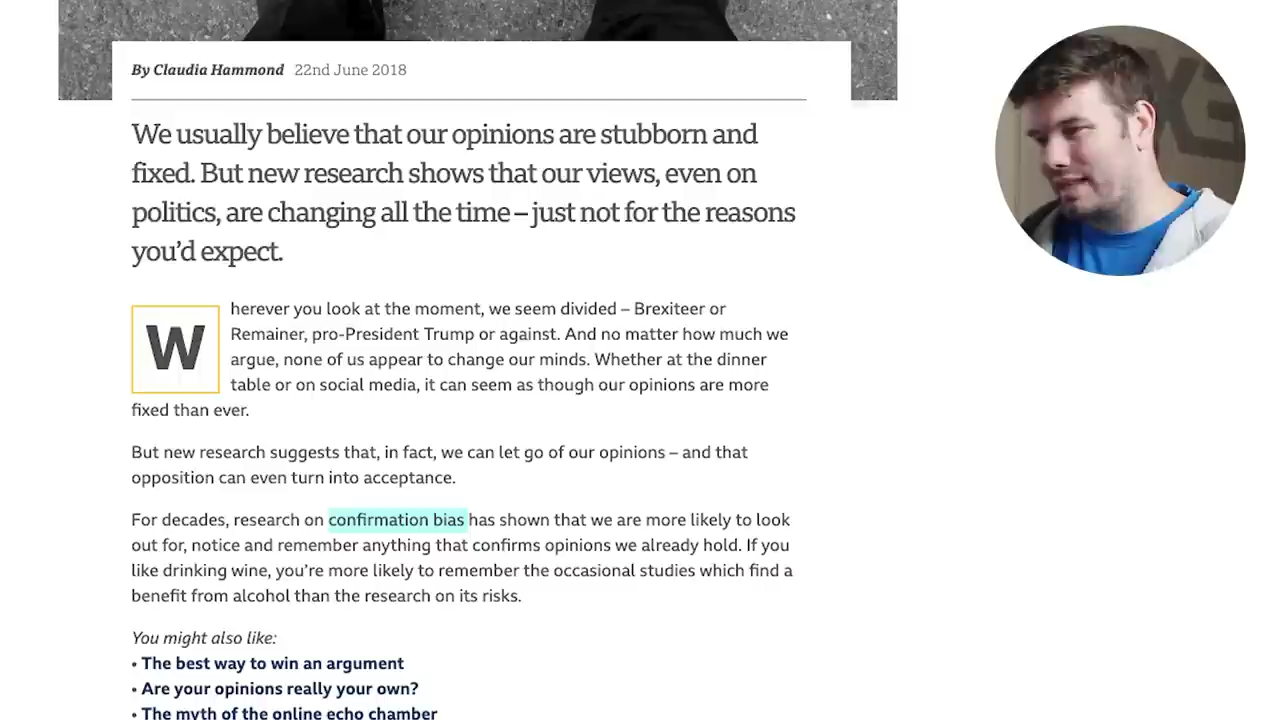 By Claudia Hammond 22nd June 2018
We usually believe that our opinions are stubborn and
fixed. But new research shows that our views, even on
politics, are changing all the time – just not for the reasons
you’d expect.
Wherever you look at the moment, we seem divided – Brexiteer or
Remainer, pro-President Trump or against. And no matter how much we
argue, none of us appear to change our minds. Whether at the dinner
table or on social media, it can seem as though our opinions are more
fixed than ever.
But new research suggests that, in fact, we can let go of our opinions – and that
opposition can even turn into acceptance.
For decades, research on confirmation bias has shown that we are more likely to look
out for, notice and remember anything that confirms opinions we already hold. If you
like drinking wine, you’re more likely to remember the occasional studies which find a
benefit from alcohol than the research on its risks.
You might also like:
• The best way to win an argument
• Are your opinions really your own?
• The myth of the online echo chamber